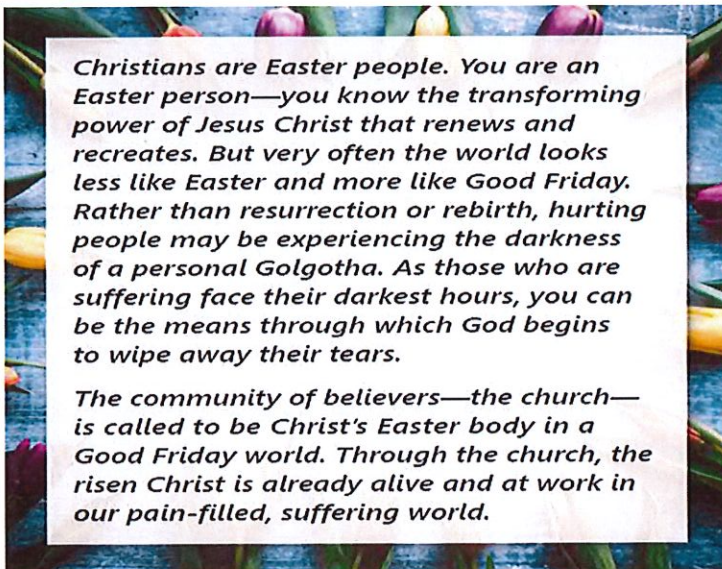 Christians are Easter people. You are an
Easter person—you know the transforming
power of Jesus Christ that renews and
recreates. But very often the world looks
less like Easter and more like Good Friday.
Rather than resurrection or rebirth, hurting
people may be experiencing the darkness
of a personal Golgotha. As those who are
suffering face their darkest hours, you can
be the means through which God begins
to wipe away their tears.
The community of believers—the church—
is called to be Christ's Easter body in a
Good Friday world. Through the church, the
risen Christ is already alive and at work in
our pain-filled, suffering world.